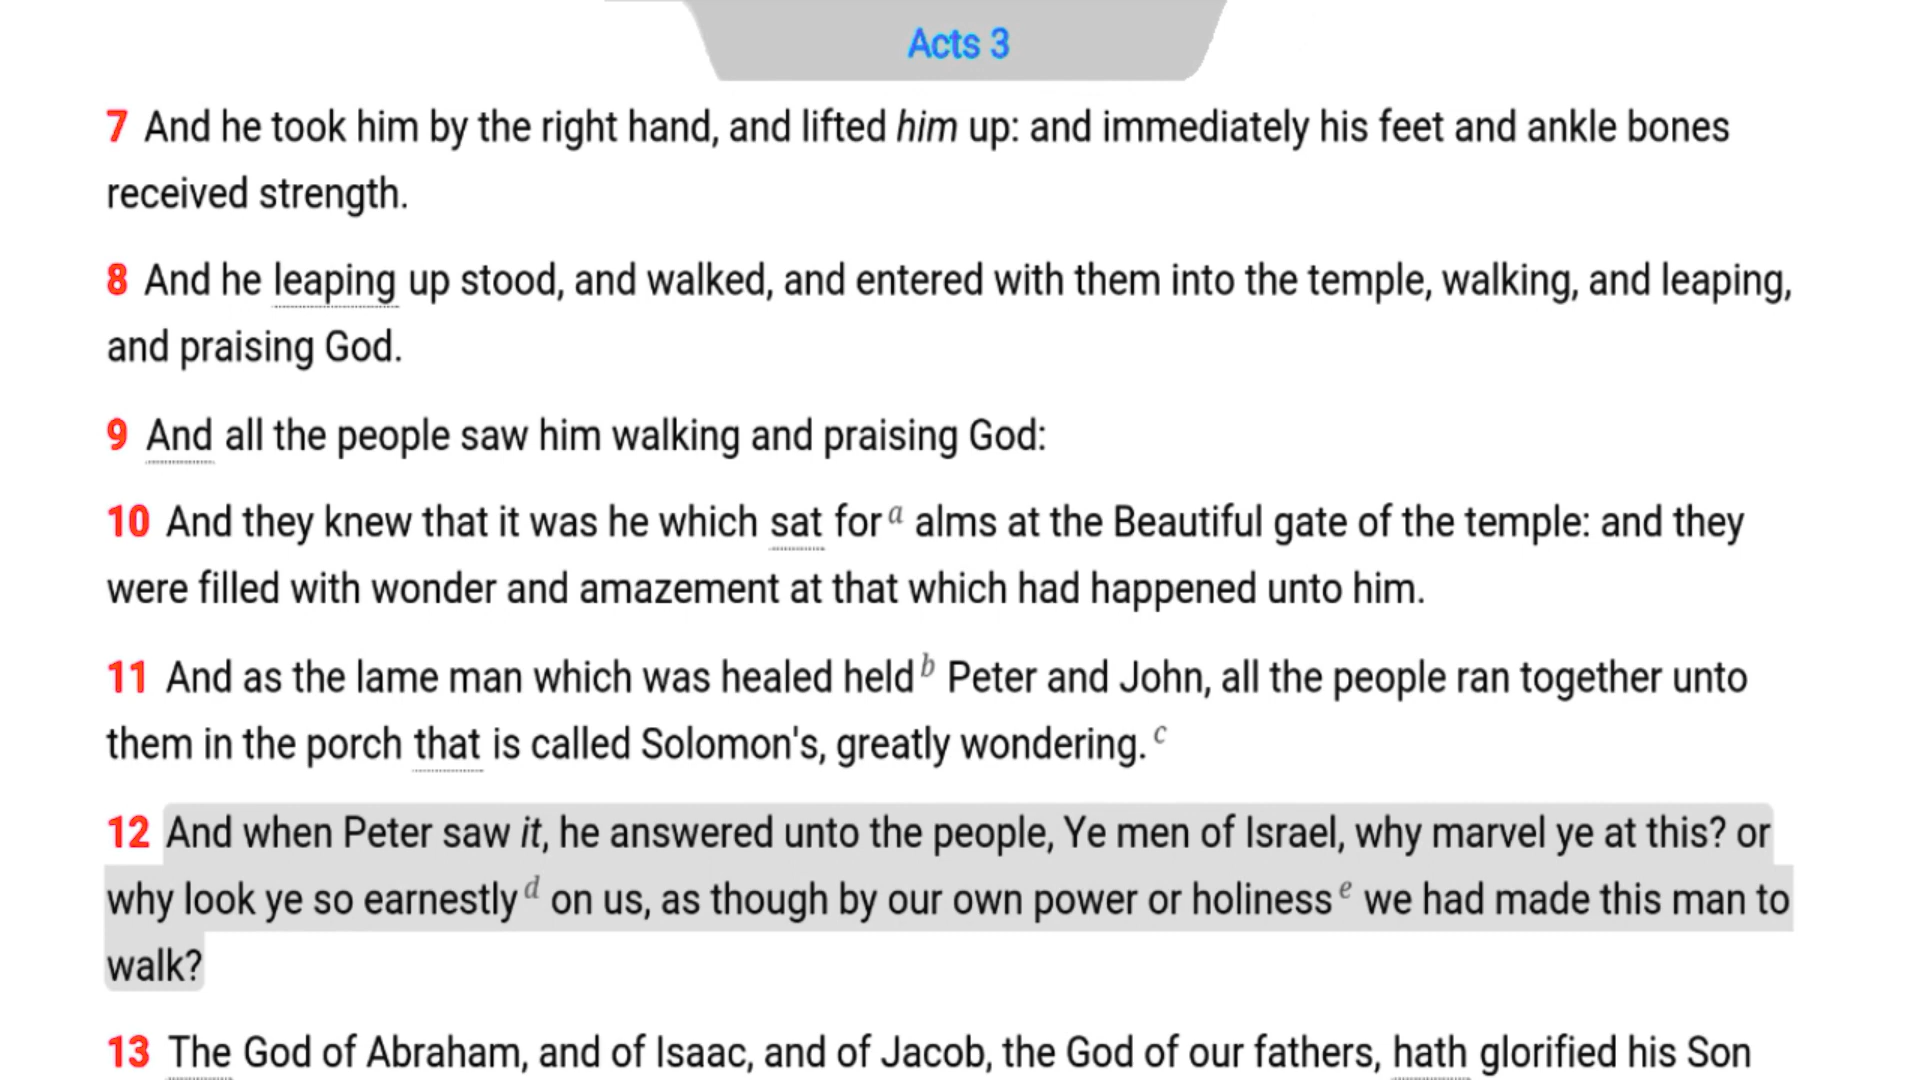 Acts 3
7 And he took him by the right hand, and lifted him up: and immediately his feet and ankle bones
received strength.
8 And he leaping up stood, and walked, and entered with them into the temple, walking, and leaping,
and praising God.
9 And all the people saw him walking and praising God:
10 And they knew that it was he which sat for a alms at the Beautiful gate of the temple: and they
were filled with wonder and amazement at that which had happened unto him.
11 And as the lame man which was healed held b Peter and John, all the people ran together unto
them in the porch that is called Solomon's, greatly wondering. c
12 And when Peter saw it, he answered unto the people, Ye men of Israel, why marvel ye at this? or
why look ye so earnestly d on us, as though by our own power or holiness e we had made this man to
walk?
13 The God of Abraham, and of Isaac, and of Jacob, the God of our fathers, hath glorified his Son